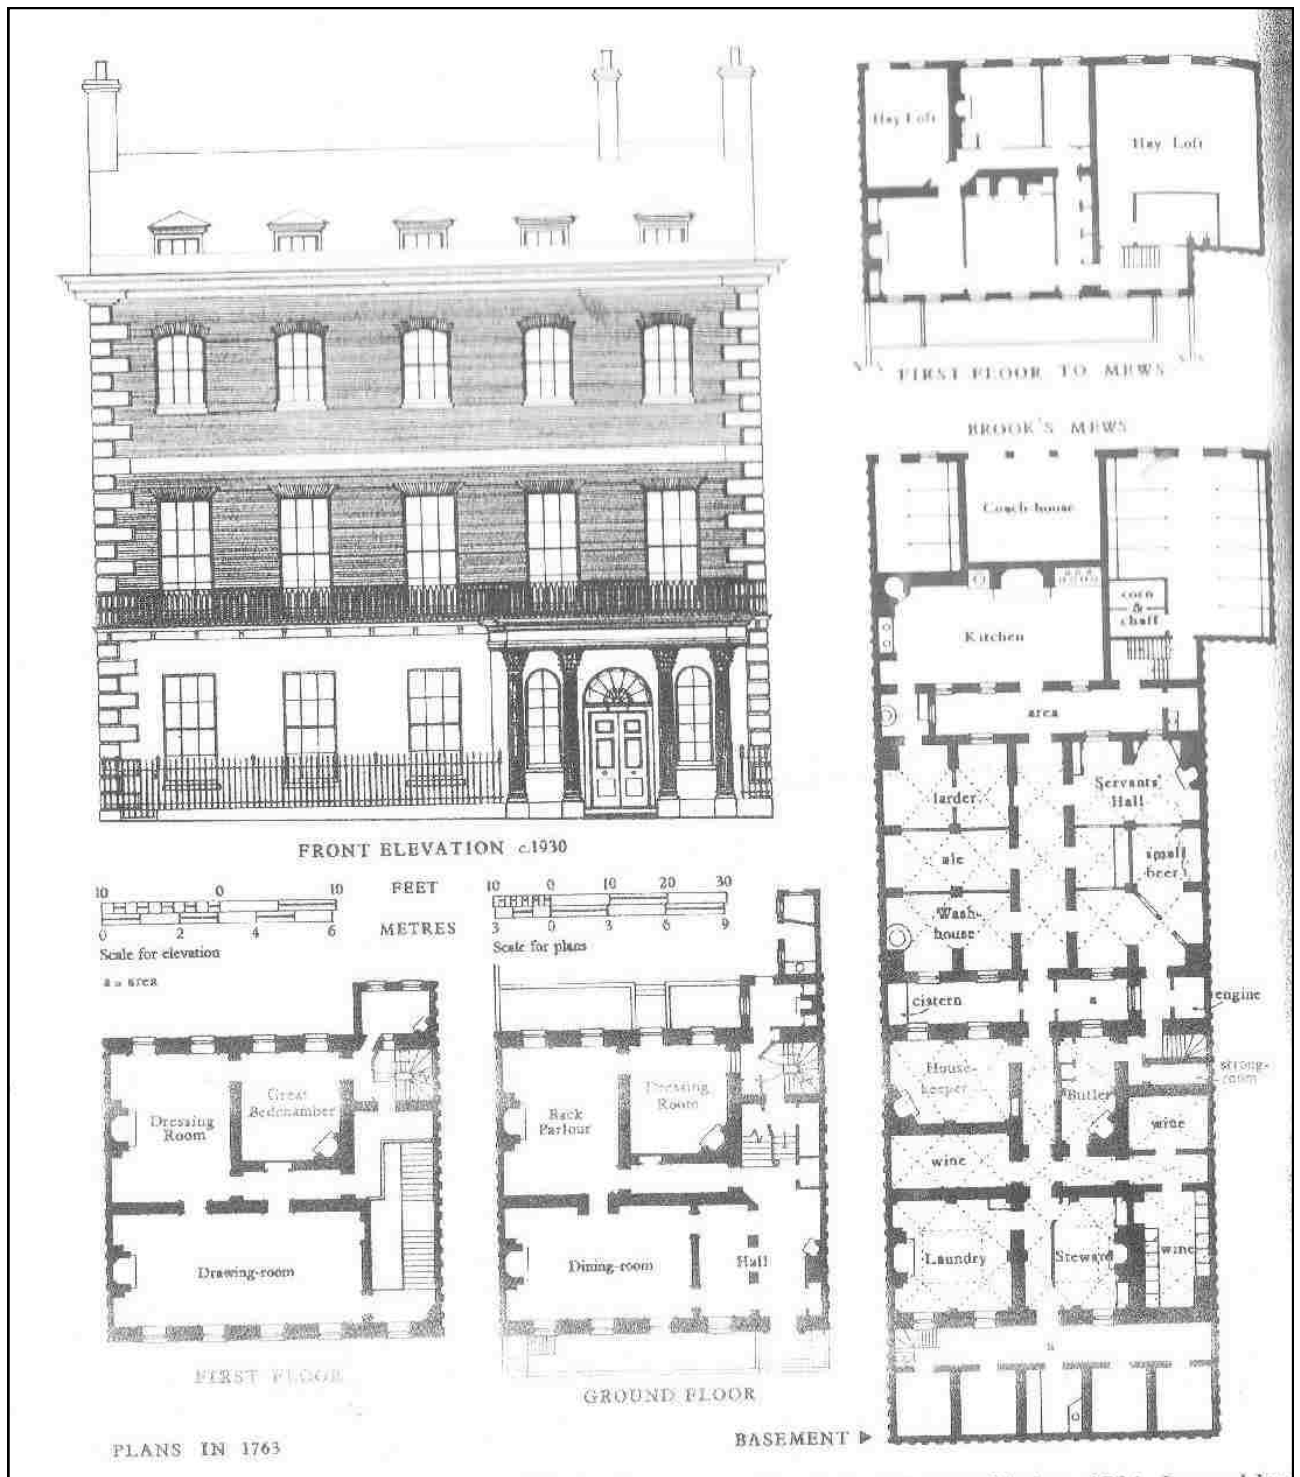 Hay Loft
Hay Loft
FIRST FLOOR TO MEWS
BROOK'S MEWS
Coach-house
corn
&
chaff
Kitchen
area
larder
Servants'
Hall
ale
small
beer
Wash-
house
cistern
a
engine
House-
keeper
Butler
strong-
room
wine
wine
Laundry
Steward
wine
a
BASEMENT ▶
FRONT ELEVATION c.1930
10 0 10
FEET
0 2 4 6
METRES
Scale for elevation
a = area
10 0 10 20 30
3 0 3 6 9
Scale for plans
Dressing
Room
Great
Bedchamber
Drawing-room
FIRST FLOOR
Back
Parlour
Dressing
Room
Dining-room
Hall
GROUND FLOOR
PLANS IN 1763